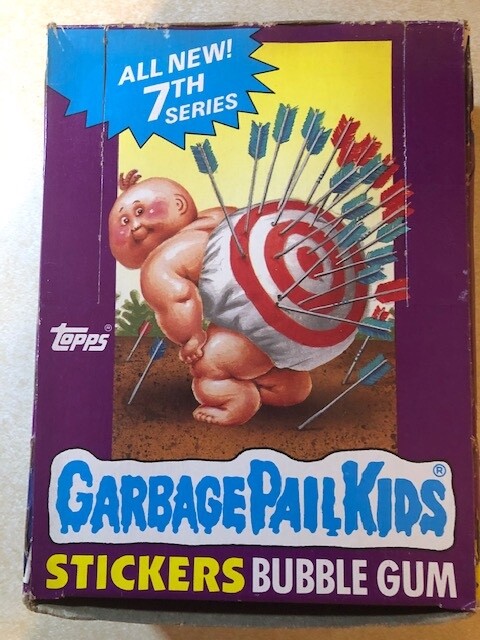 ALL NEW!
7TH
SERIES
TOPPS®
GARBAGE PAIL KIDS®
STICKERS BUBBLE GUM